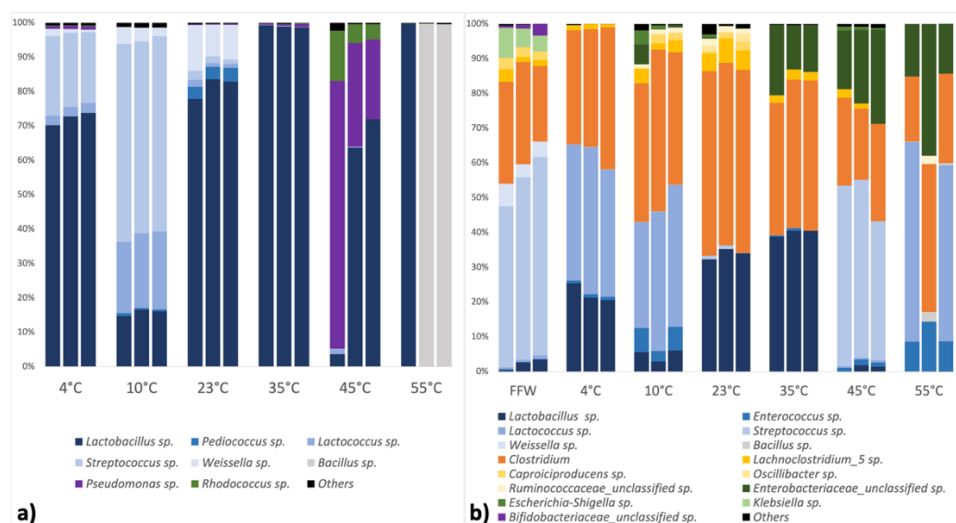 100%
90%
80%
70%
60%
50%
40%
30%
20%
10%
0%
4°C 10°C 23°C 35°C 45°C 55°C
Lactobacillus sp. Pediococcus sp. Lactococcus sp.
Streptococcus sp. Weissella sp. Bacillus sp.
Pseudomonas sp. Rhodococcus sp. Others
a)
100%
90%
80%
70%
60%
50%
40%
30%
20%
10%
0%
FFW 4°C 10°C 23°C 35°C 45°C 55°C
Lactobacillus sp. Enterococcus sp.
Lactococcus sp. Streptococcus sp.
Weissella sp. Bacillus sp.
Clostridium Lachnoclostridium_5 sp.
Caproiciproducens sp. Oscillibacter sp.
Ruminococcaceae_unclassified sp. Enterobacteriaceae_unclassified sp.
Escherichia-Shigella sp. Klebsiella sp.
Bifidobacteriaceae_unclassified sp. Others
b)